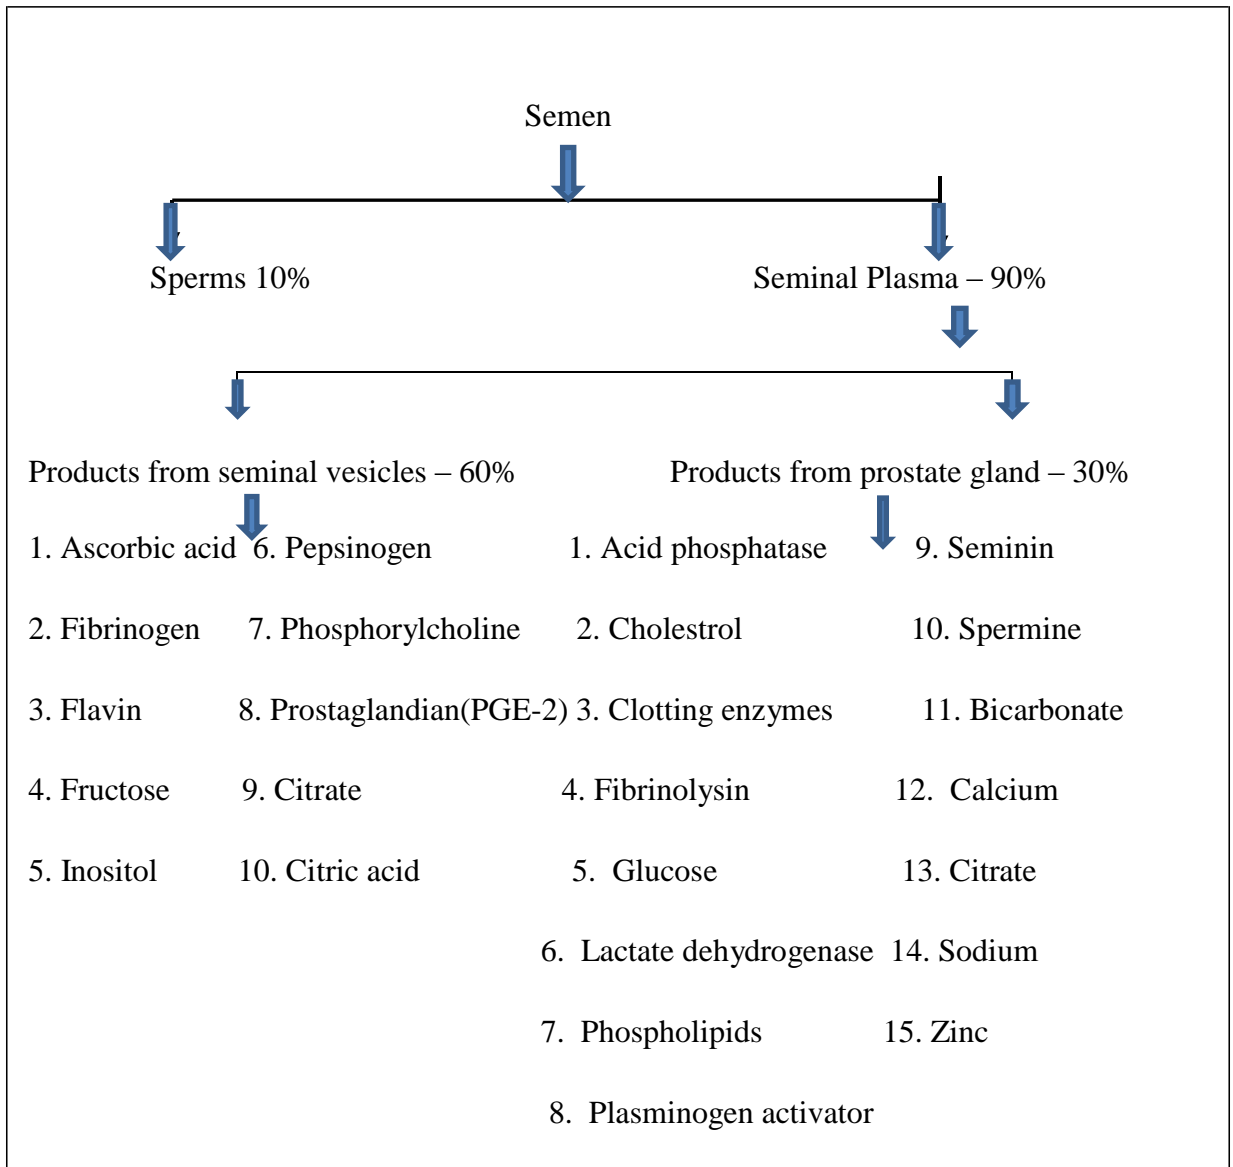 Semen
Sperms 10% Seminal Plasma – 90%
Products from seminal vesicles – 60% Products from prostate gland – 30%
1. Ascorbic acid 6. Pepsinogen 1. Acid phosphatase 9. Seminin
2. Fibrinogen 7. Phosphorylcholine 2. Cholestrol 10. Spermine
3. Flavin 8. Prostaglandian(PGE-2) 3. Clotting enzymes 11. Bicarbonate
4. Fructose 9. Citrate 4. Fibrinolysin 12. Calcium
5. Inositol 10. Citric acid 5. Glucose 13. Citrate
6. Lactate dehydrogenase 14. Sodium
7. Phospholipids 15. Zinc
8. Plasminogen activator